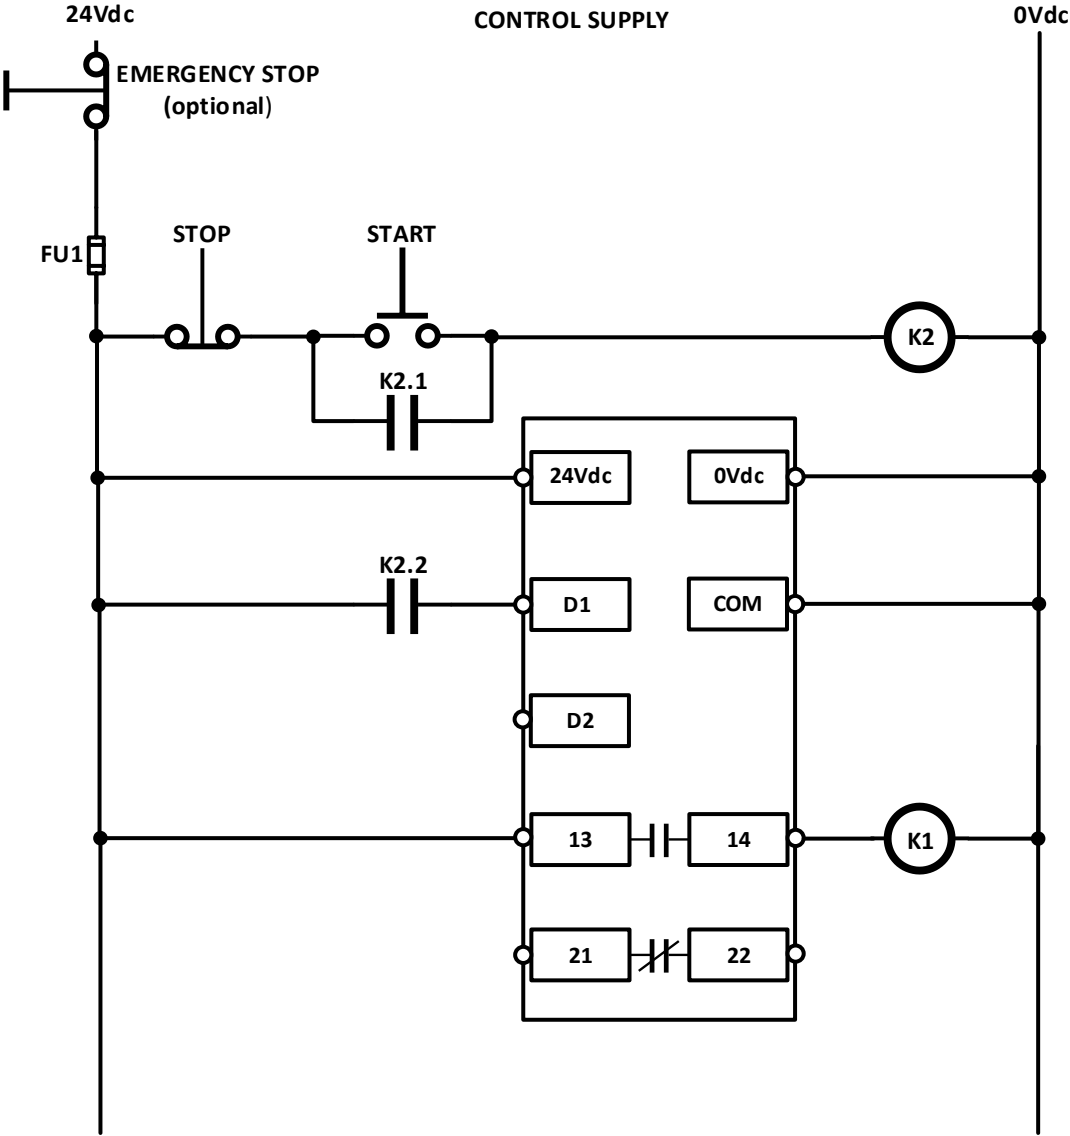 24Vdc
CONTROL SUPPLY
0Vdc
EMERGENCY STOP
(optional)
STOP
START
FU1
K2
K2.1
24Vdc
0Vdc
K2.2
D1
COM
D2
13
14
K1
21
22